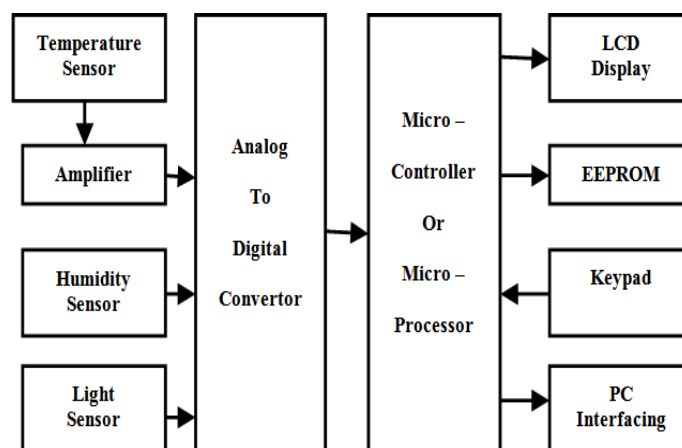 Temperature
Sensor
Amplifier
Humidity
Sensor
Light
Sensor
Analog
To
Digital
Convertor
Micro –
Controller
Or
Micro –
Processor
LCD
Display
EEPROM
Keypad
PC
Interfacing